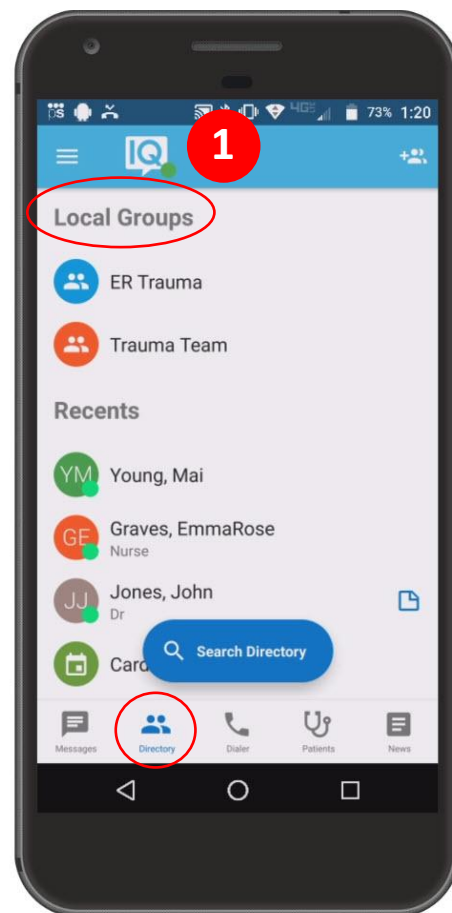 73% 1:20
IQ
1
Local Groups
ER Trauma
Trauma Team
Recents
YM Young, Mai
GE Graves, EmmaRose
Nurse
JJ Jones, John
Dr
Card
Search Directory
Messages Directory Dialer Patients News